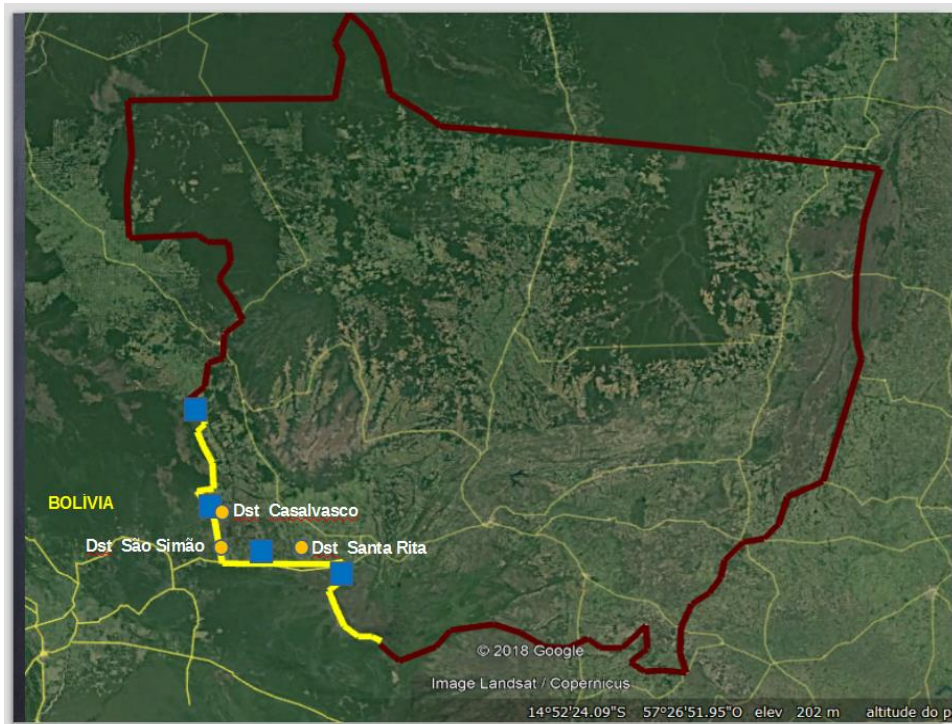 BOLÍVIA
Dst Casalvasco
Dst São Simão
Dst Santa Rita
© 2018 Google
Image Landsat / Copernicus
14°52'24.09"S 57°26'51.95"O elev 202 m altitude do p